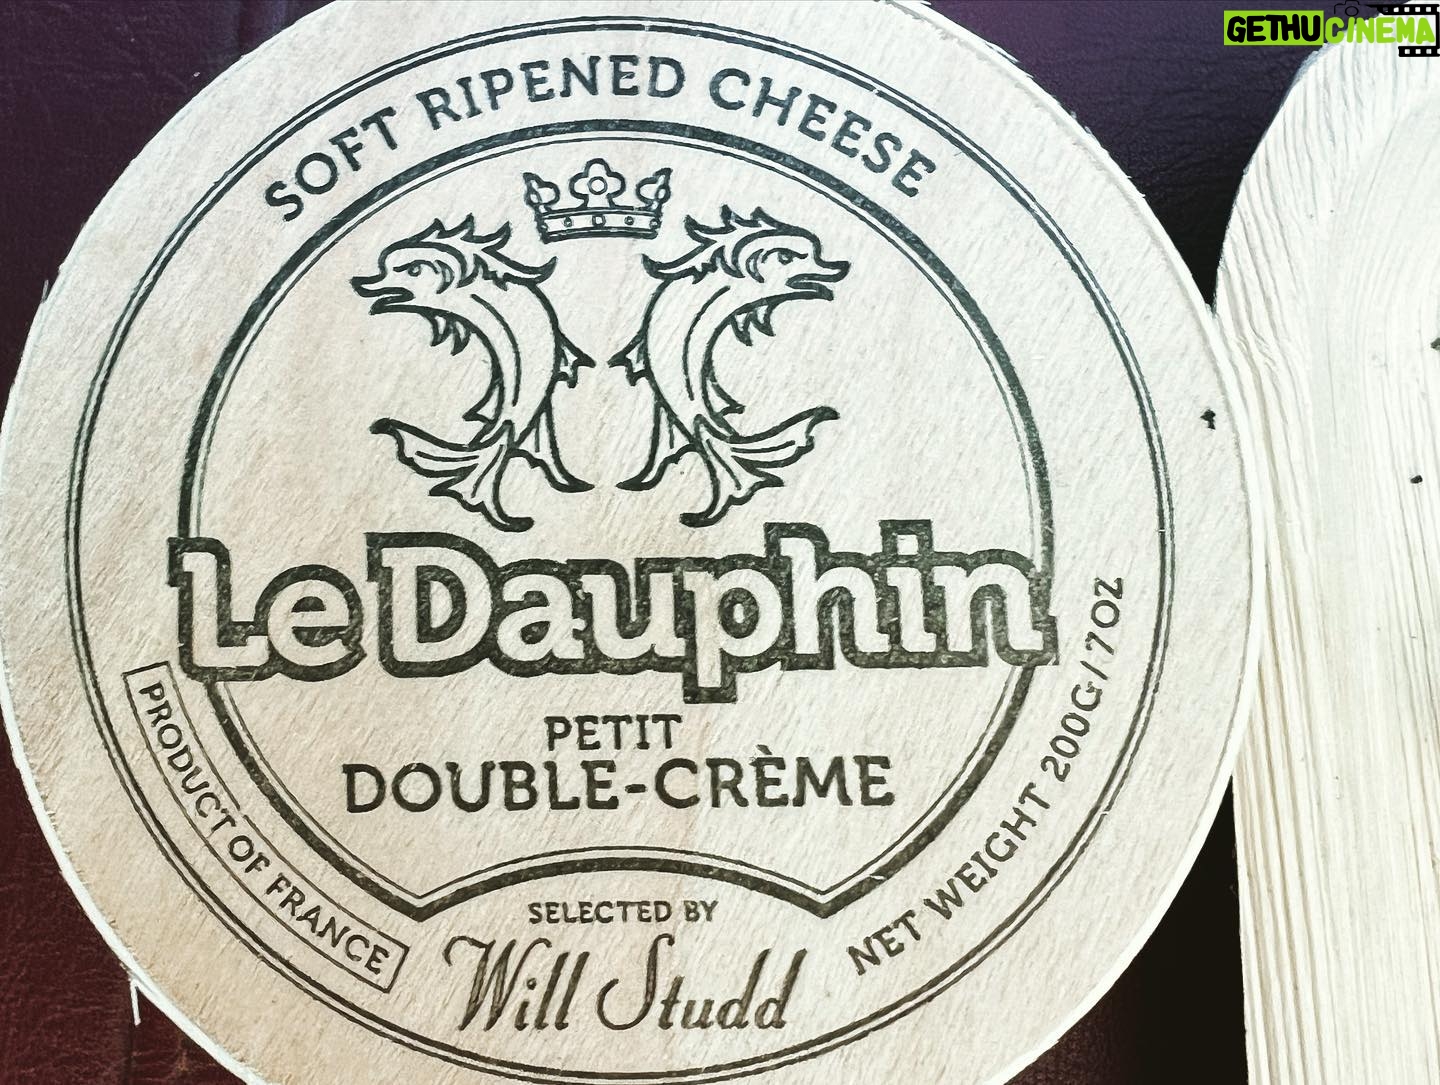 GETHUCINEMA
SOFT RIPENED CHEESE
Le Dauphin
PETIT
DOUBLE-CRÈME
PRODUCT OF FRANCE
SELECTED BY
Will Studd
NET WEIGHT 200G/7OZ